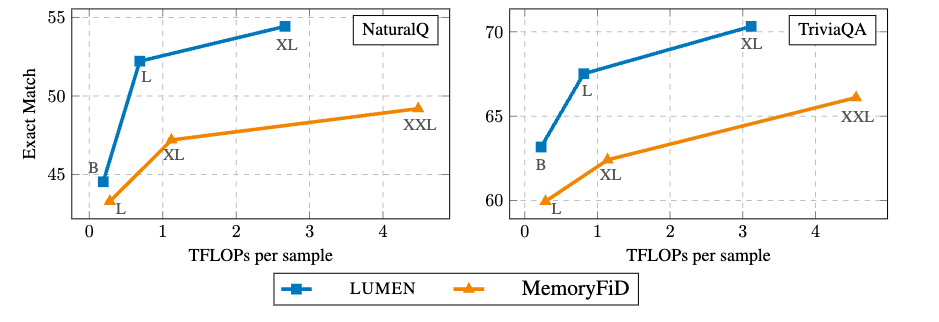 NaturalQ
Exact Match
55
50
45
B
L
XL
L
XL
XXL
0 1 2 3 4
TFLOPs per sample
TriviaQA
70
65
60
B
L
XL
L
XL
XXL
0 1 2 3 4
TFLOPs per sample
LUMEN MemoryFiD